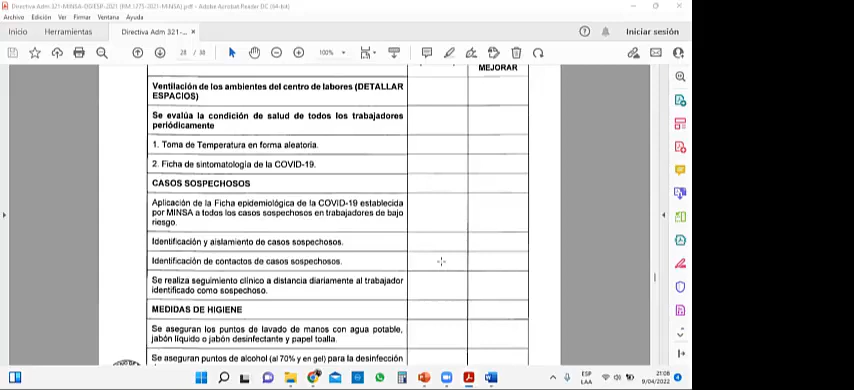 Directiva Adm 321-MINSA-DGIESP-2021 (RM 1275-2021-MINSA).pdf - Adobe Acrobat Reader DC (64-bit)
Archivo Edición Ver Firmar Ventana Ayuda
Inicio Herramientas Directiva Adm 321-... × Iniciar sesión
28 / 38 100%
MEJORAR
Ventilación de los ambientes del centro de labores (DETALLAR
ESPACIOS)
Se evalúa la condición de salud de todos los trabajadores
periódicamente
1. Toma de Temperatura en forma aleatoria.
2. Ficha de sintomatología de la COVID-19.
CASOS SOSPECHOSOS
Aplicación de la Ficha epidemiológica de la COVID-19 establecida
por MINSA a todos los casos sospechosos en trabajadores de bajo
riesgo.
Identificación y aislamiento de casos sospechosos.
Identificación de contactos de casos sospechosos.
Se realiza seguimiento clínico a distancia diariamente al trabajador
identificado como sospechoso.
MEDIDAS DE HIGIENE
Se aseguran los puntos de lavado de manos con agua potable,
jabón líquido o jabón desinfectante y papel toalla.
Se aseguran puntos de alcohol (al 70% y en gel) para la desinfección
ESP
LAA
21:08
9/04/2022